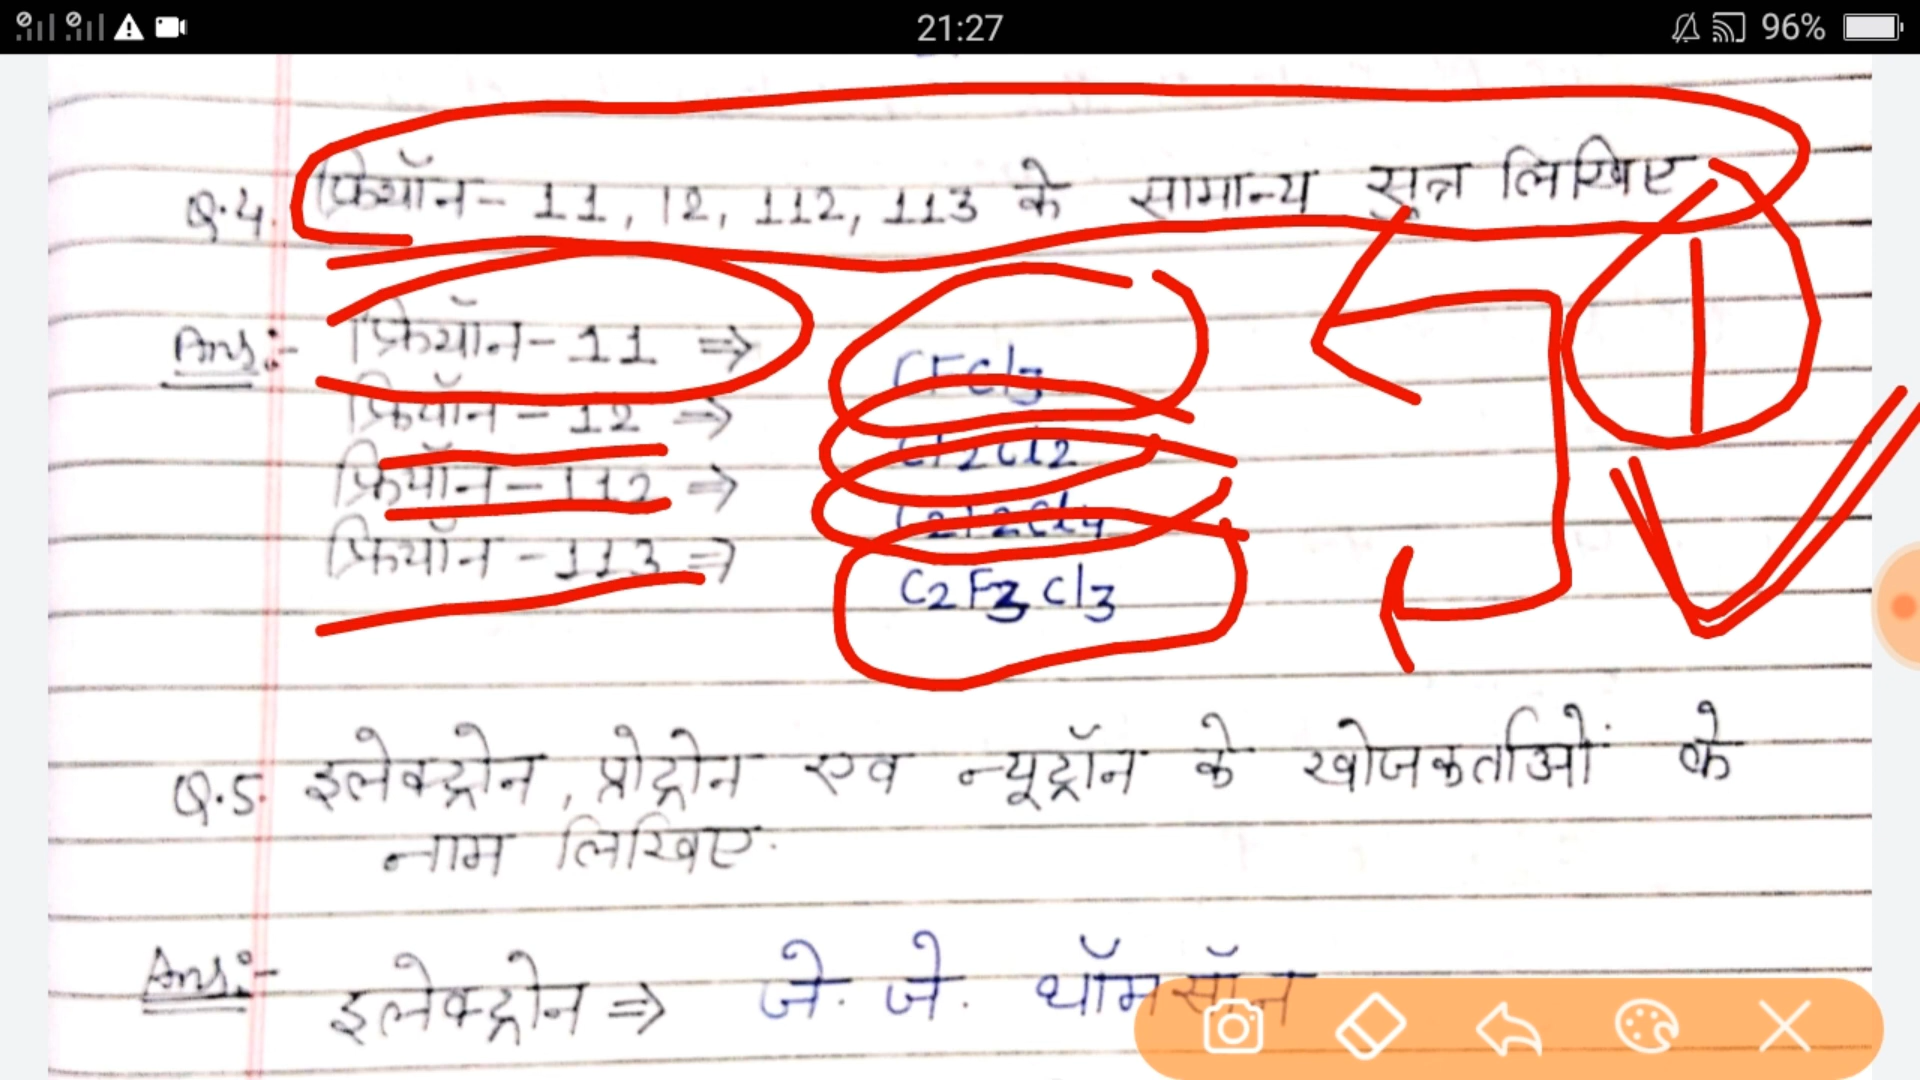 21:27 96%
Q.4. फ्रियॉन- 11, 12, 112, 113 के सामान्य सुत्र लिखिए
Ans:- फ्रियॉन- 11 ⇒ CFCl3
फ्रियॉन - 12 ⇒ CF2Cl2
फ्रियॉन - 112 ⇒ C2F2Cl4
फ्रियॉन - 113 ⇒ C2F3Cl3
Q.5. इलेक्ट्रोन, प्रोट्रोन एव न्यूट्रॉन के खोजकर्ताओं के
नाम लिखिए.
Ans:- इलेक्ट्रोन ⇒ जे. जे. थॉमसॉन